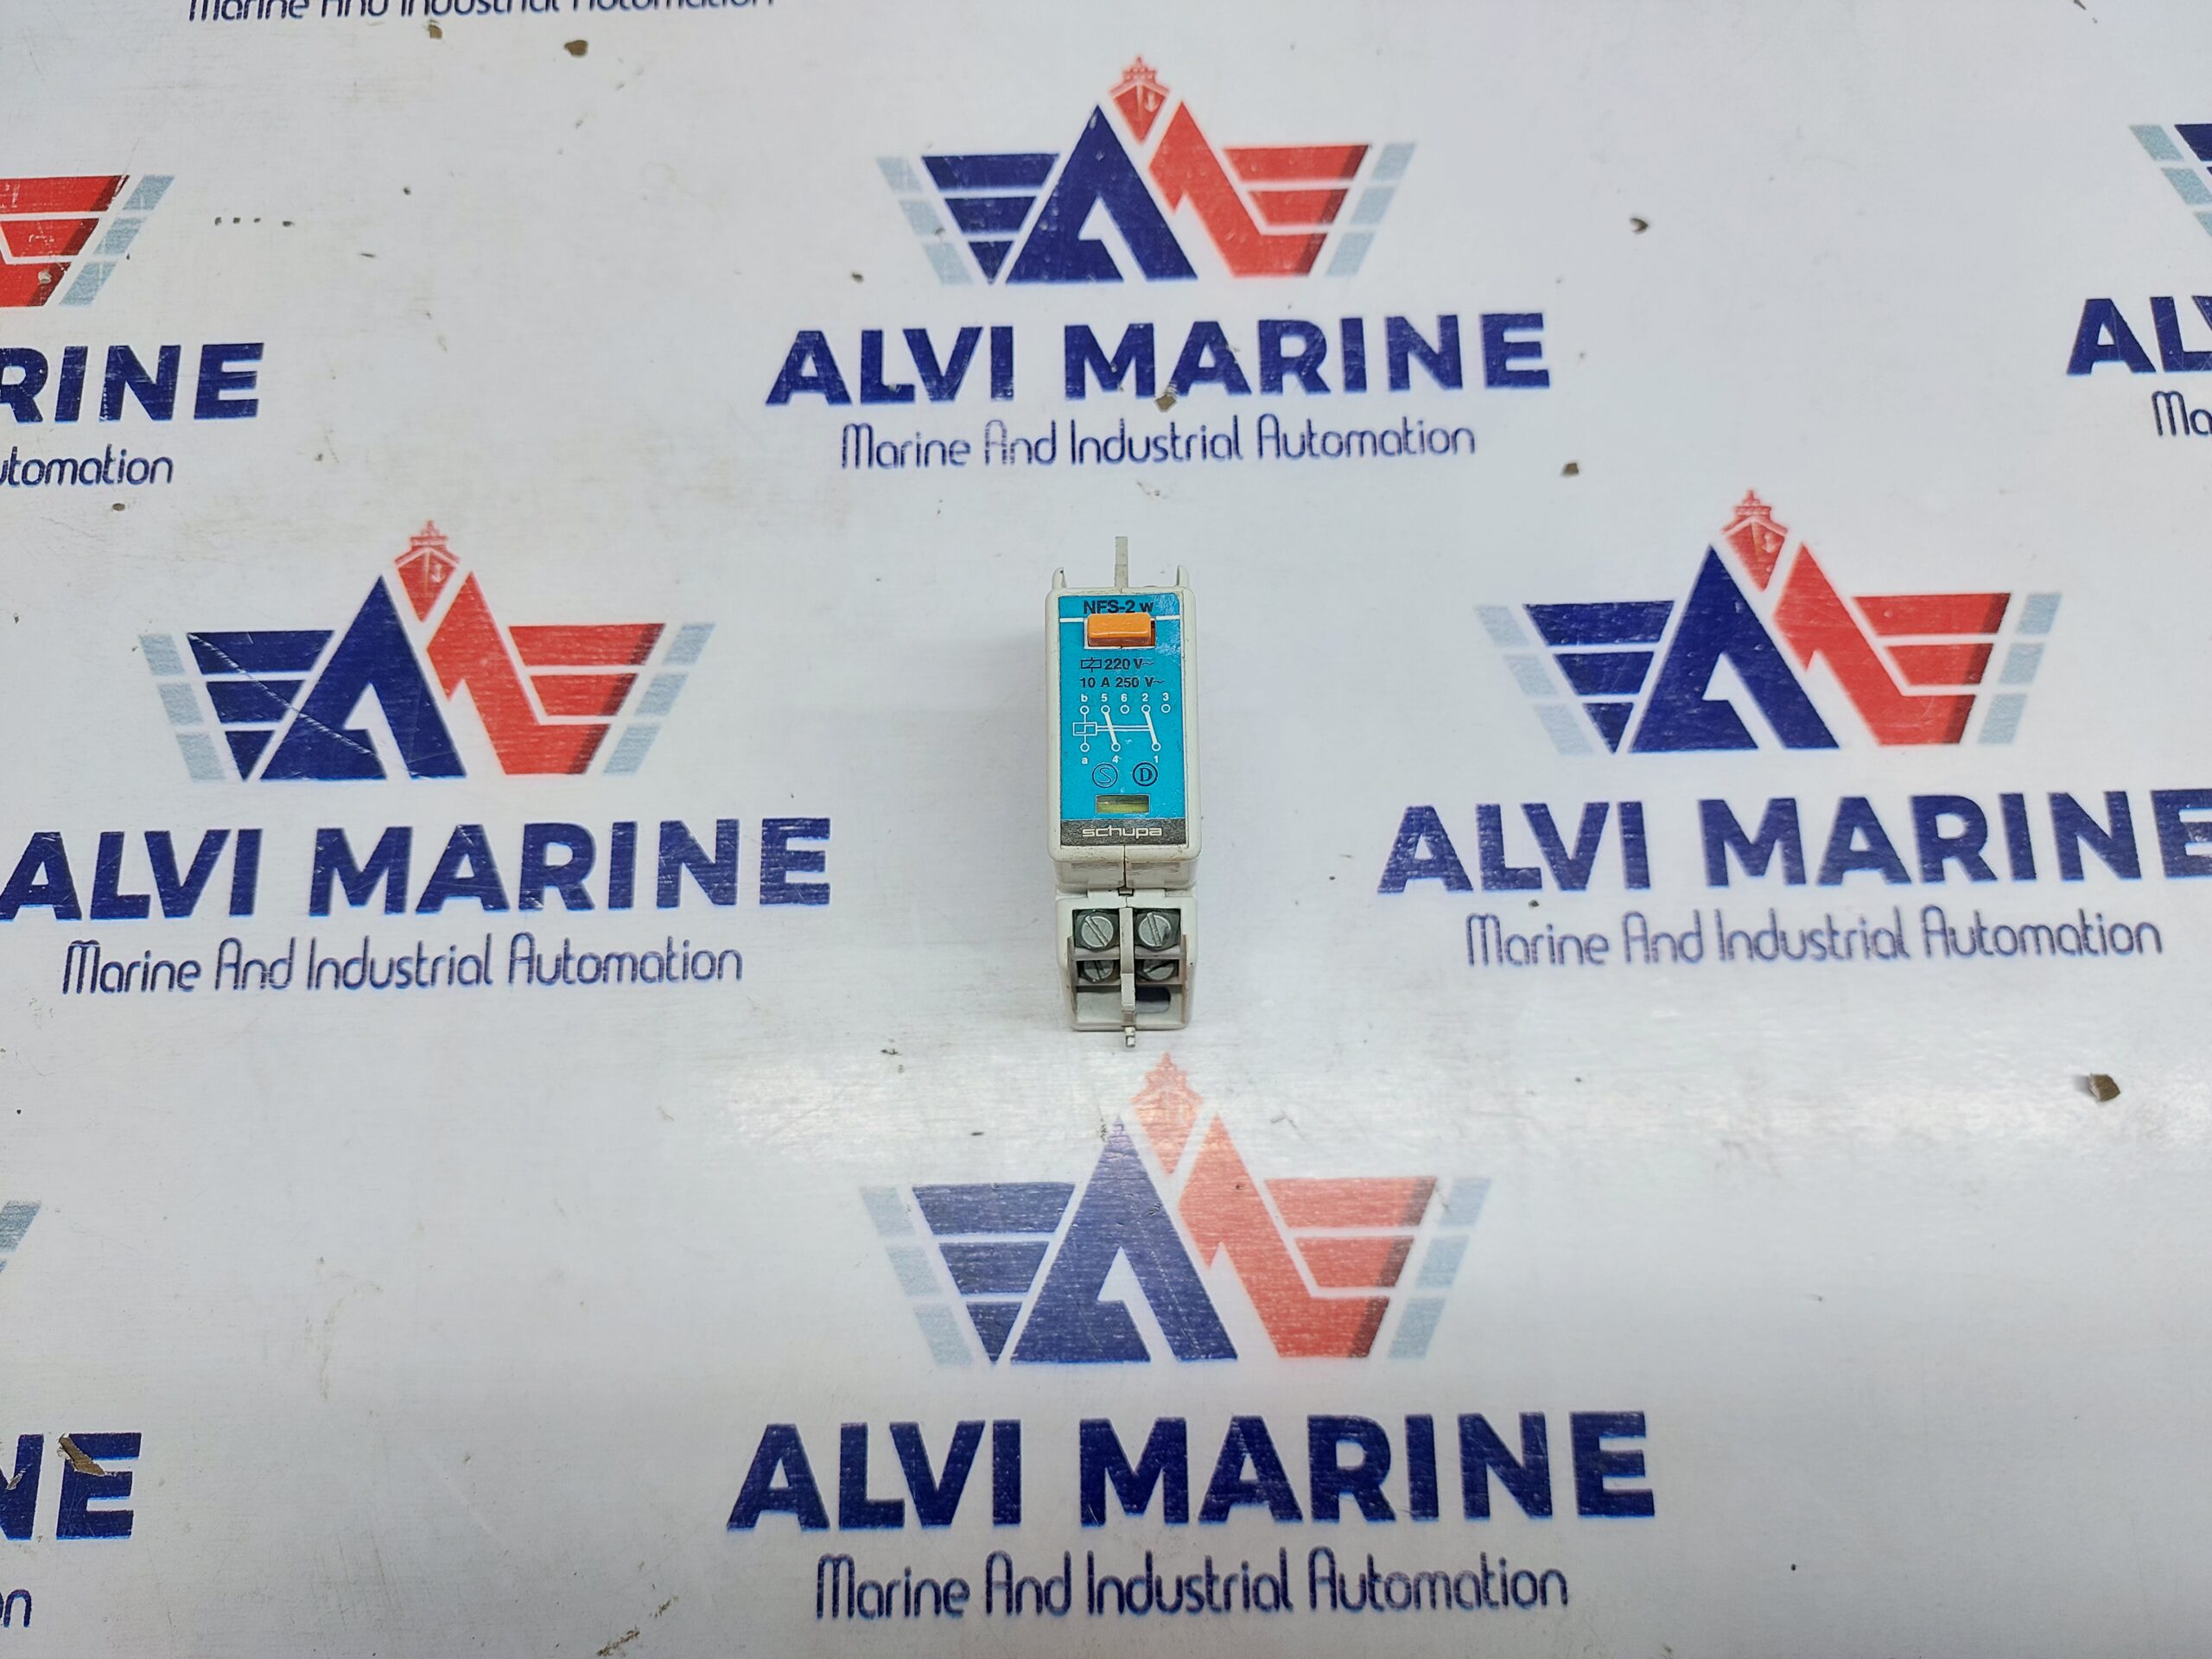 Marine And Industrial Automation
ALVI MARINE
Marine And Industrial Automation
RINE
utomation
AL
Ma
NFS-2 w
220 V~
10 A 250 V~
b 5 6 2 3
a 4 1
S D
schupa
ALVI MARINE
Marine And Industrial Automation
ALVI MARINE
Marine And Industrial Automation
ALVI MARINE
Marine And Industrial Automation
NE
on